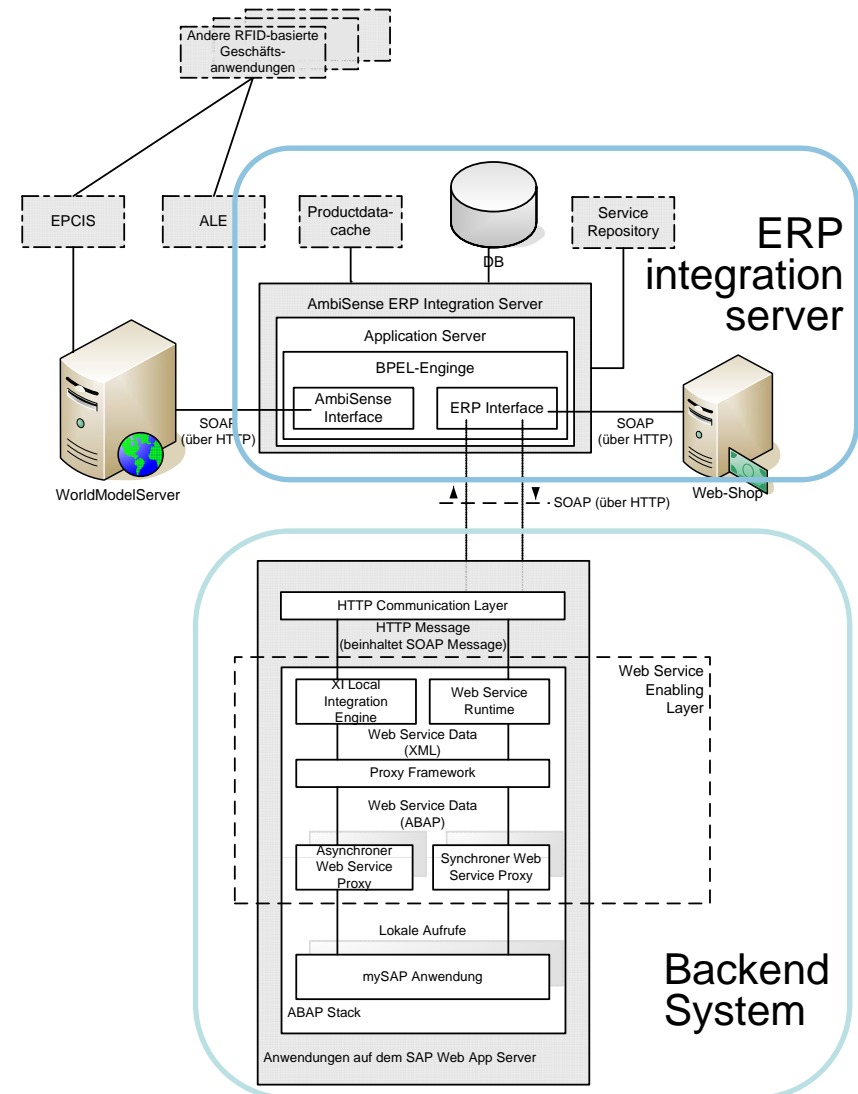 Andere RFID-basierte
Geschäfts-
anwendungen
EPCIS
ALE
Productdata-
cache
DB
Service
Repository
ERP
integration
server
AmbiSense ERP Integration Server
Application Server
BPEL-Enginge
AmbiSense
Interface
ERP Interface
SOAP
(über HTTP)
SOAP
(über HTTP)
WorldModelServer
Web-Shop
SOAP (über HTTP)
HTTP Communication Layer
HTTP Message
(beinhaltet SOAP Message)
Web Service
Enabling
Layer
XI Local
Integration
Engine
Web Service
Runtime
Web Service Data
(XML)
Proxy Framework
Web Service Data
(ABAP)
Asynchroner
Web Service
Proxy
Synchroner Web
Service Proxy
Lokale Aufrufe
mySAP Anwendung
ABAP Stack
Backend
System
Anwendungen auf dem SAP Web App Server